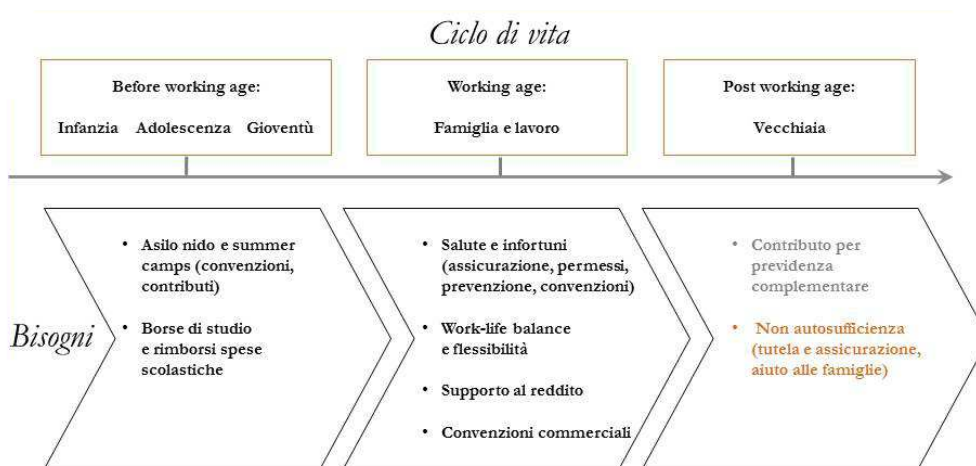 Ciclo di vita
Before working age:
Infanzia Adolescenza Gioventù
Working age:
Famiglia e lavoro
Post working age:
Vecchiaia
Bisogni
• Asilo nido e summer
camps (convenzioni,
contributi)
• Borse di studio
e rimborsi spese
scolastiche
• Salute e infortuni
(assicurazione, permessi,
prevenzione, convenzioni)
• Work-life balance
e flessibilità
• Supporto al reddito
• Convenzioni commerciali
• Contributo per
previdenza
complementare
• Non autosufficienza
(tutela e assicurazione,
aiuto alle famiglie)